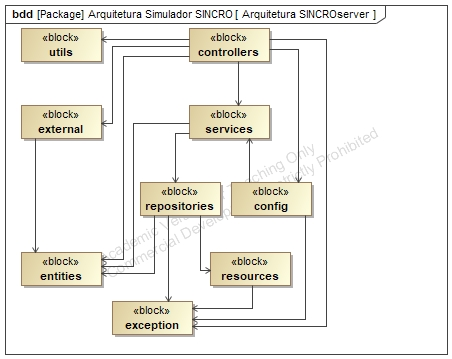 bdd [Package] Arquitetura Simulador SINCRO [ Arquitetura SINCROserver ]
«block»
utils
«block»
controllers
«block»
external
«block»
services
«block»
repositories
«block»
config
«block»
entities
«block»
resources
«block»
exception